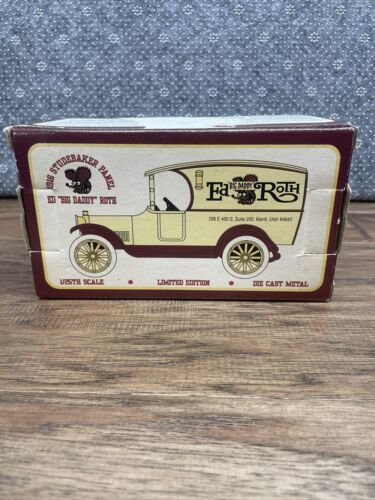 1916 STUDEBAKER PANEL
ED "BIG DADDY" ROTH
ED "BIG DADDY" ROTH
296 E 400 S, Suite 200, Manti, Utah 84642
1/25TH SCALE • LIMITED EDITION • DIE CAST METAL